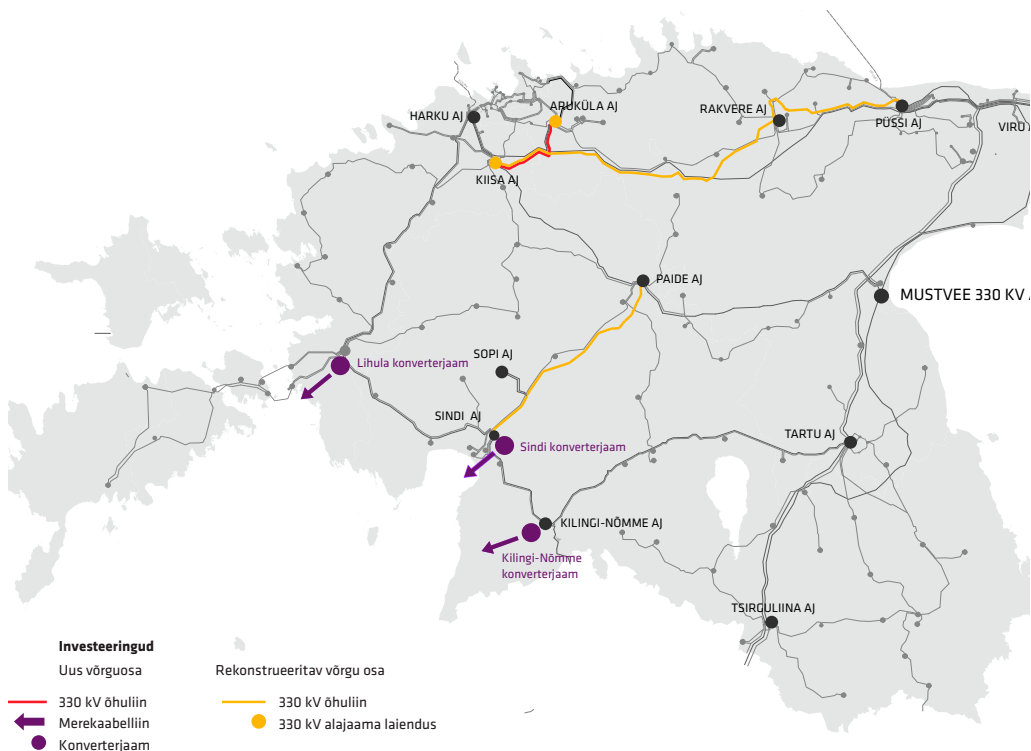 HARKU AJ
ARUKÜLA AJ
RAKVERE AJ
PÜSSI AJ
VIRU
KIISA AJ
PAIDE AJ
MUSTVEE 330 KV
SOPI AJ
Lihula konverterjaam
SINDI AJ
Sindi konverterjaam
TARTU AJ
KILINGI-NÕMME AJ
Kilingi-Nõmme
konverterjaam
TSIRGULIINA AJ
Investeeringud
Uus võrguosa
Rekonstrueeritav võrgu osa
330 kV õhuliin
330 kV õhuliin
Merekaabelliin
330 kV alajaama laiendus
Konverterjaam